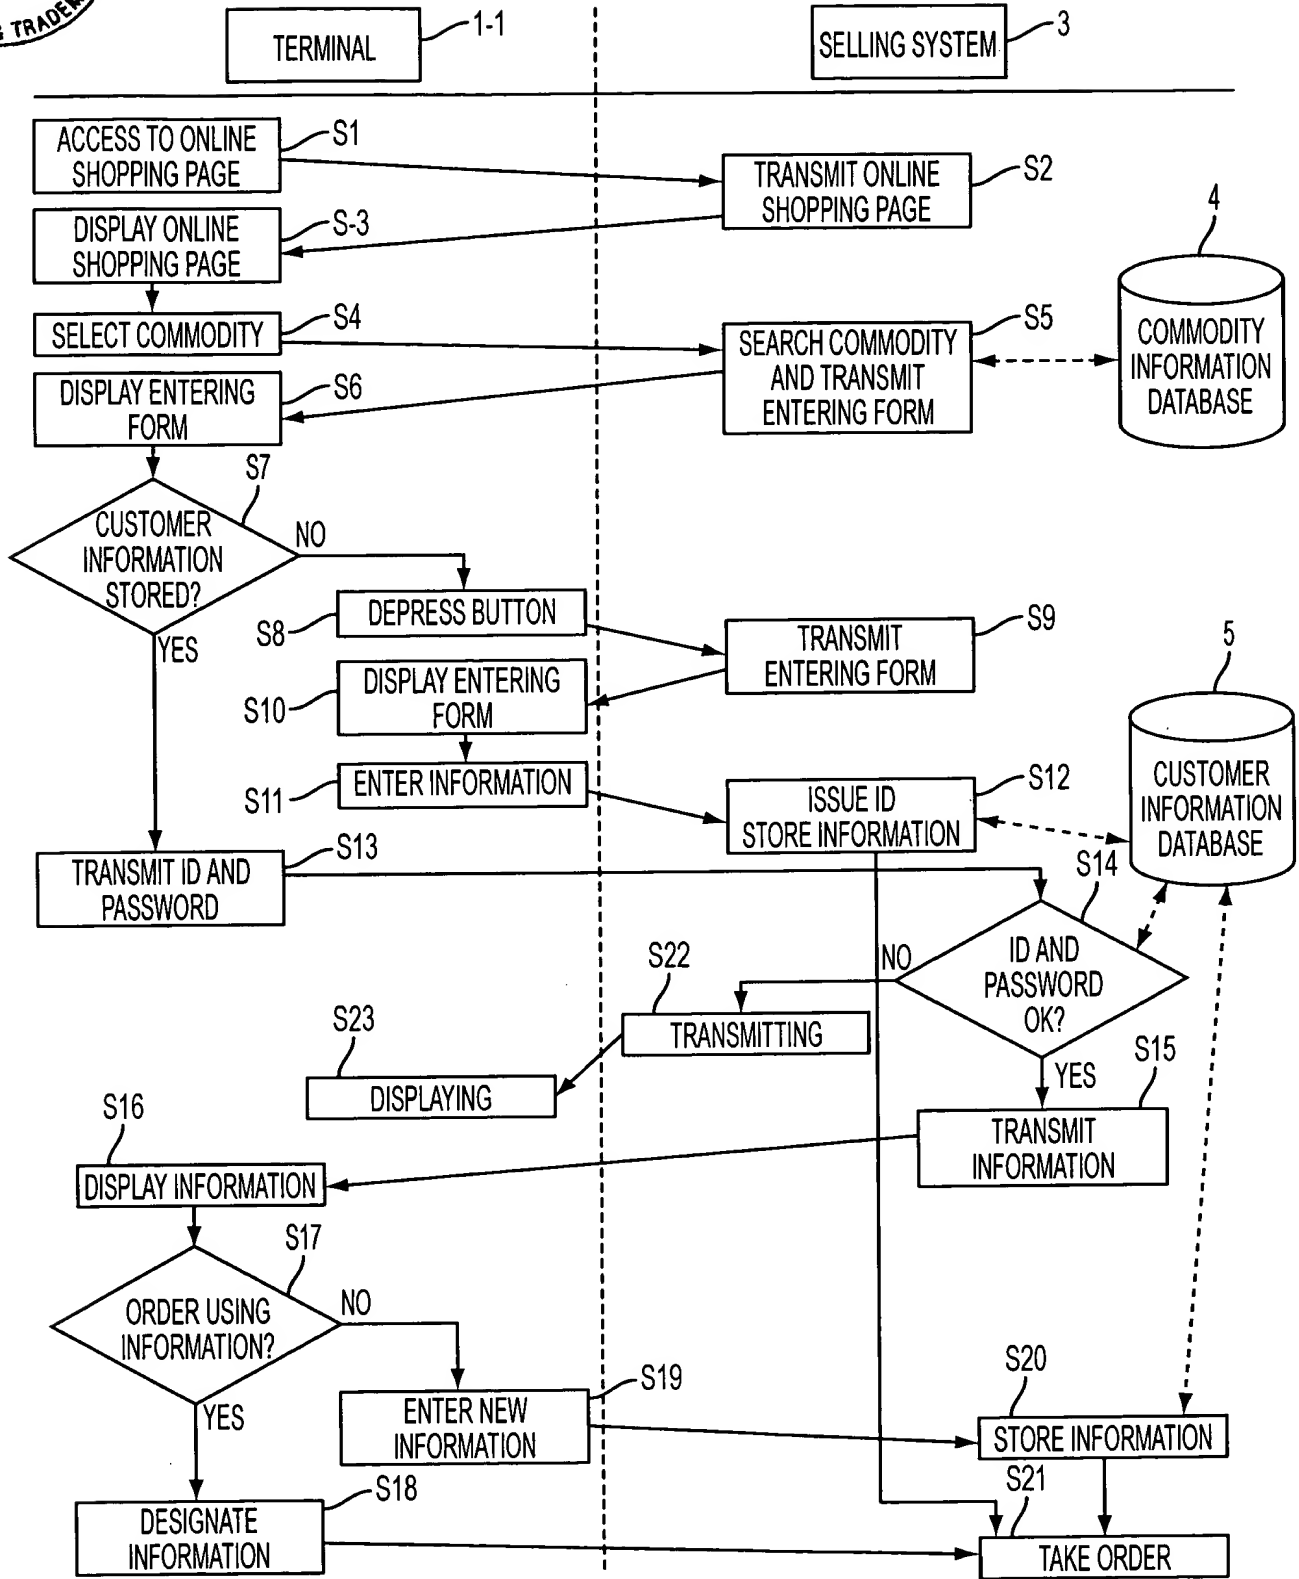 TRADEM
TERMINAL
1-1
SELLING SYSTEM
3
ACCESS TO ONLINE
SHOPPING PAGE
S1
TRANSMIT ONLINE
SHOPPING PAGE
S2
DISPLAY ONLINE
SHOPPING PAGE
S-3
4
SELECT COMMODITY
S4
SEARCH COMMODITY
AND TRANSMIT
ENTERING FORM
S5
COMMODITY
INFORMATION
DATABASE
DISPLAY ENTERING
FORM
S6
S7
CUSTOMER
INFORMATION
STORED?
NO
YES
DEPRESS BUTTON
S8
TRANSMIT
ENTERING FORM
S9
5
DISPLAY ENTERING
FORM
S10
ENTER INFORMATION
S11
ISSUE ID
STORE INFORMATION
S12
CUSTOMER
INFORMATION
DATABASE
TRANSMIT ID AND
PASSWORD
S13
S14
ID AND
PASSWORD
OK?
NO
YES
S22
TRANSMITTING
S23
DISPLAYING
S15
TRANSMIT
INFORMATION
S16
DISPLAY INFORMATION
S17
ORDER USING
INFORMATION?
NO
YES
ENTER NEW
INFORMATION
S19
S20
STORE INFORMATION
DESIGNATE
INFORMATION
S18
S21
TAKE ORDER